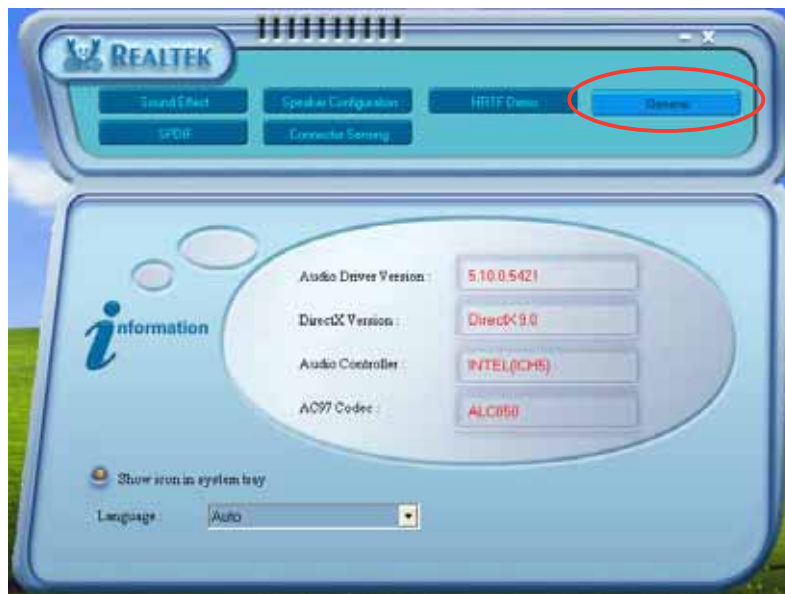 REALTEK
Sound Effect
Speaker Configuration
HRTF Demo
General
SPDIF
Connector Sensing
information
Audio Driver Version :
5.10.0.5421
DirectX Version :
DirectX 9.0
Audio Controller :
INTEL(ICH5)
AC97 Codec :
ALC850
Show icon in system tray
Language :
Auto